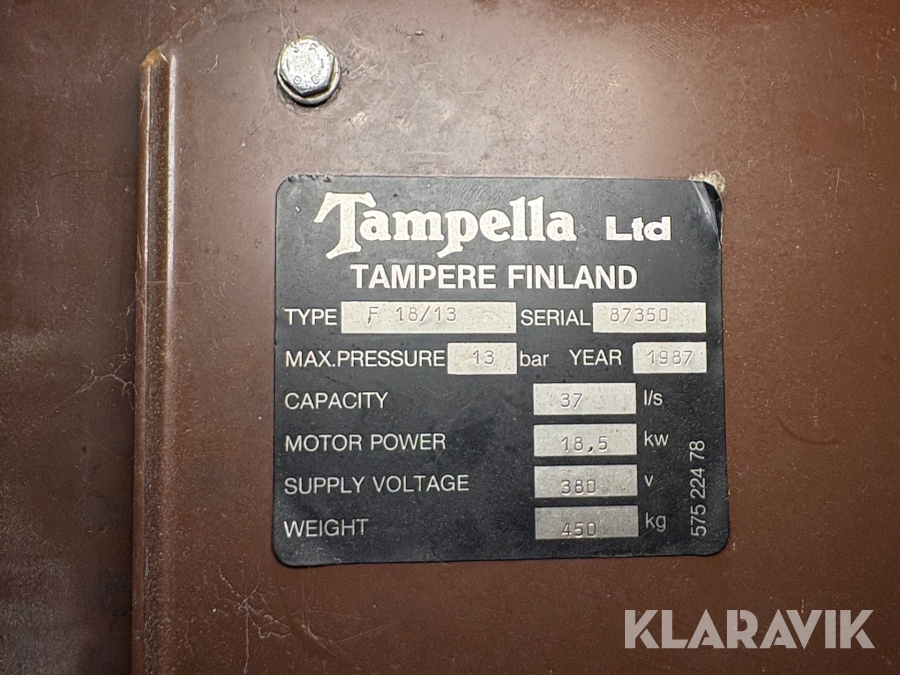 Tampella Ltd
TAMPERE FINLAND
TYPE F 18/13 SERIAL 87350
MAX.PRESSURE 13 bar YEAR 1987
CAPACITY 37 l/s
MOTOR POWER 18,5 kw
SUPPLY VOLTAGE 380 v
WEIGHT 450 kg
575 224 78
KLARAVIK